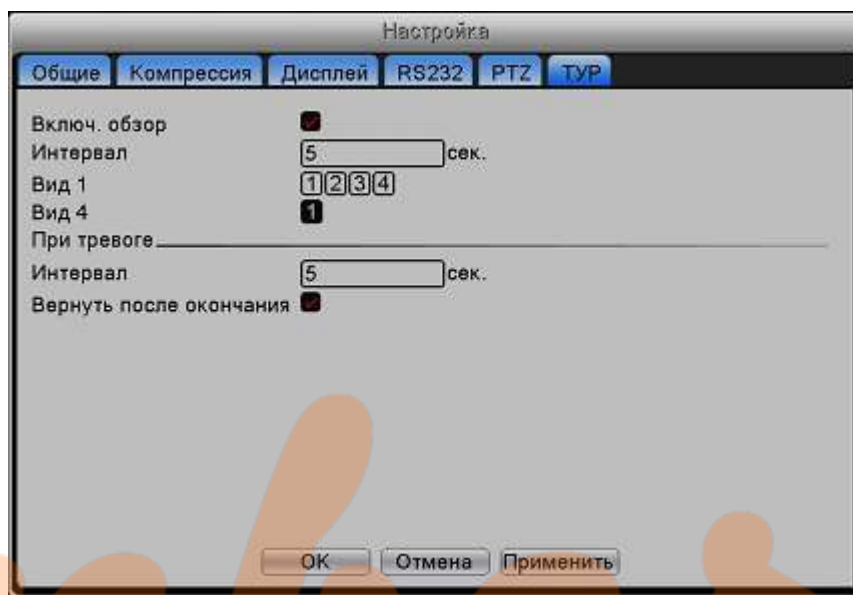 Настройка
Общие Компрессия Дисплей RS232 PTZ ТУР
Включ. обзор
Интервал 5 сек.
Вид 1 1 2 3 4
Вид 4 1
При тревоге
Интервал 5 сек.
Вернуть после окончания
OK Отмена Применить